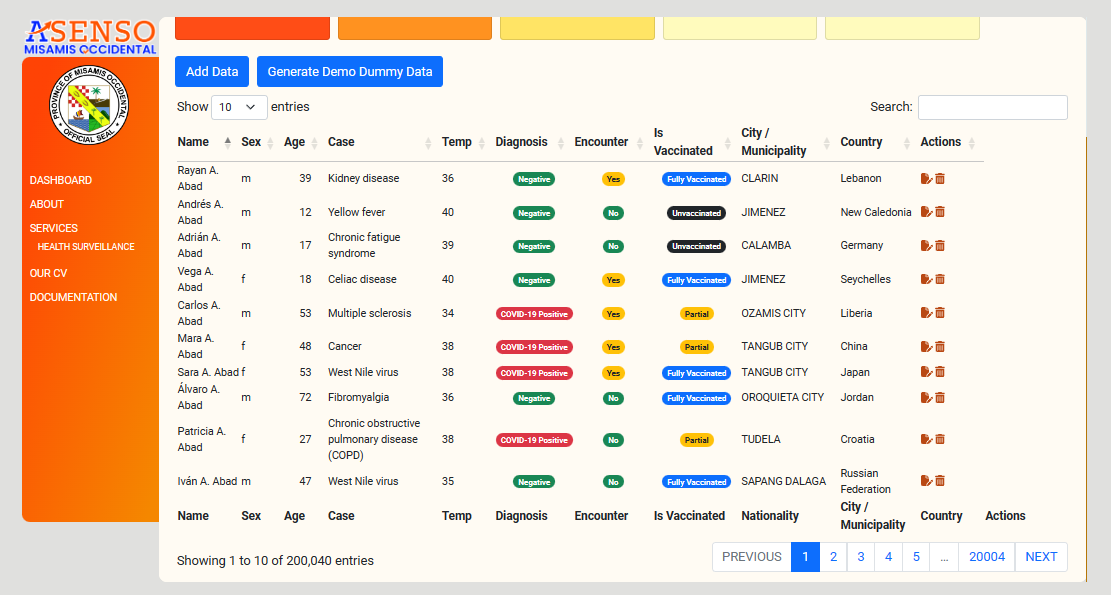 ASENSO
MISAMIS OCCIDENTAL
PROVINCE OF MISAMIS OCCIDENTAL
OFFICIAL SEAL
DASHBOARD
ABOUT
SERVICES
HEALTH SURVEILLANCE
OUR CV
DOCUMENTATION
Add Data Generate Demo Dummy Data
Show 10 entries Search:
Name Sex Age Case Temp Diagnosis Encounter Is Vaccinated City / Municipality Country Actions
Rayan A. Abad m 39 Kidney disease 36 Negative Yes Fully Vaccinated CLARIN Lebanon
Andrés A. Abad m 12 Yellow fever 40 Negative No Unvaccinated JIMENEZ New Caledonia
Adrián A. Abad m 17 Chronic fatigue syndrome 39 Negative No Unvaccinated CALAMBA Germany
Vega A. Abad f 18 Celiac disease 40 Negative Yes Fully Vaccinated JIMENEZ Seychelles
Carlos A. Abad m 53 Multiple sclerosis 34 COVID-19 Positive Yes Partial OZAMIS CITY Liberia
Mara A. Abad f 48 Cancer 38 COVID-19 Positive Yes Partial TANGUB CITY China
Sara A. Abad f 53 West Nile virus 38 COVID-19 Positive Yes Fully Vaccinated TANGUB CITY Japan
Álvaro A. Abad m 72 Fibromyalgia 36 Negative No Fully Vaccinated OROQUIETA CITY Jordan
Patricia A. Abad f 27 Chronic obstructive pulmonary disease (COPD) 38 COVID-19 Positive No Partial TUDELA Croatia
Iván A. Abad m 47 West Nile virus 35 Negative No Fully Vaccinated SAPANG DALAGA Russian Federation
Name Sex Age Case Temp Diagnosis Encounter Is Vaccinated Nationality City / Municipality Country Actions
Showing 1 to 10 of 200,040 entries
PREVIOUS 1 2 3 4 5 ... 20004 NEXT